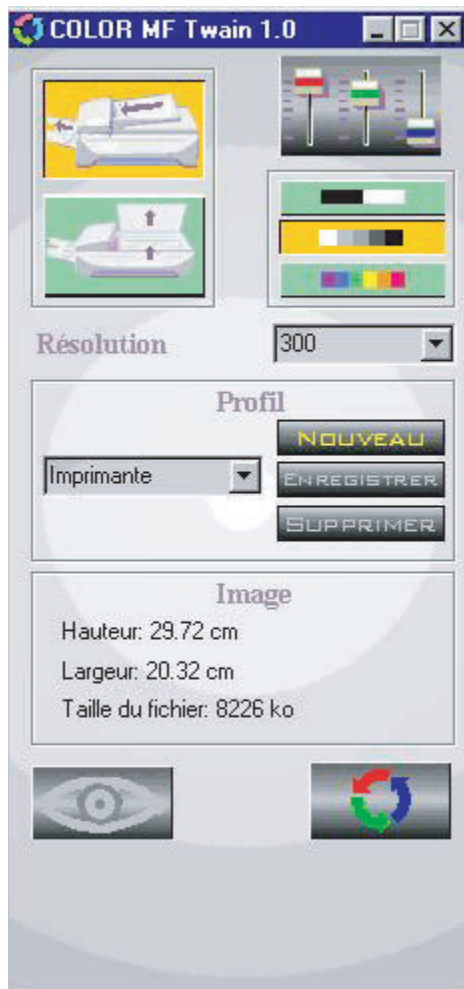 COLOR MF Twain 1.0
Résolution
300
Profil
Imprimante
NOUVEAU
ENREGISTRER
SUPPRIMER
Image
Hauteur: 29.72 cm
Largeur: 20.32 cm
Taille du fichier: 8226 ko